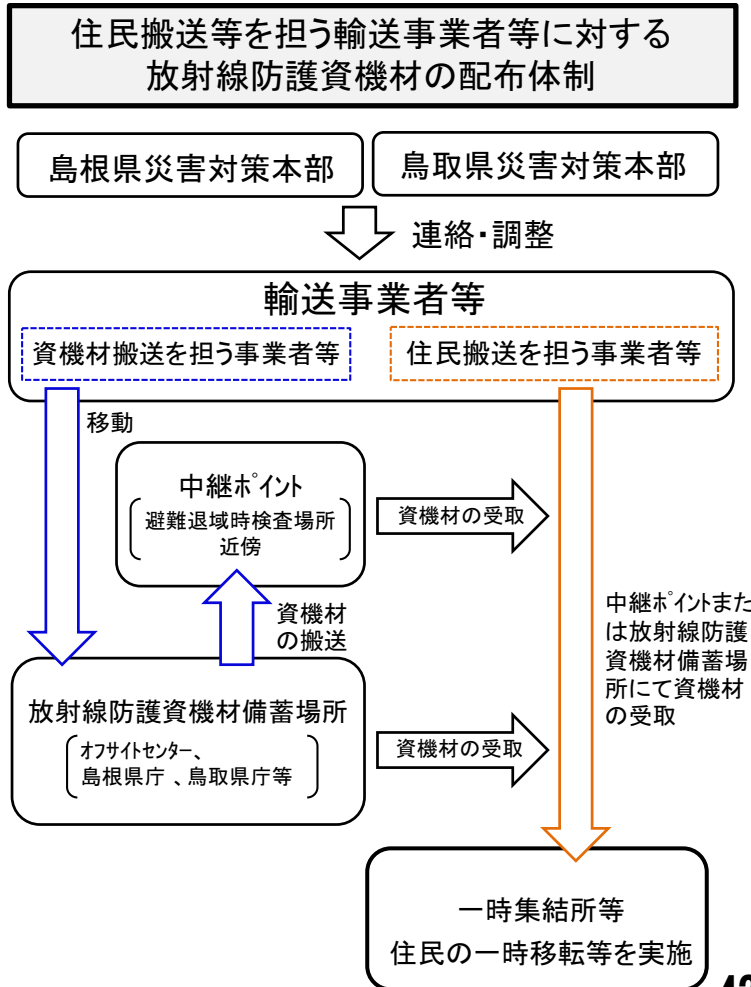 住民搬送等を担う輸送事業者等に対する
放射線防護資機材の配布体制
島根県災害対策本部
鳥取県災害対策本部
連絡・調整
輸送事業者等
資機材搬送を担う事業者等
住民搬送を担う事業者等
移動
中継ﾎﾟｲﾝﾄ
避難退域時検査場所
近傍
資機材の受取
資機材
の搬送
中継ﾎﾟｲﾝﾄまた
は放射線防護
資機材備蓄場
所にて資機材
の受取
放射線防護資機材備蓄場所
ｵﾌｻｲﾄｾﾝﾀｰ、
島根県庁 、鳥取県庁等
資機材の受取
一時集結所等
住民の一時移転等を実施